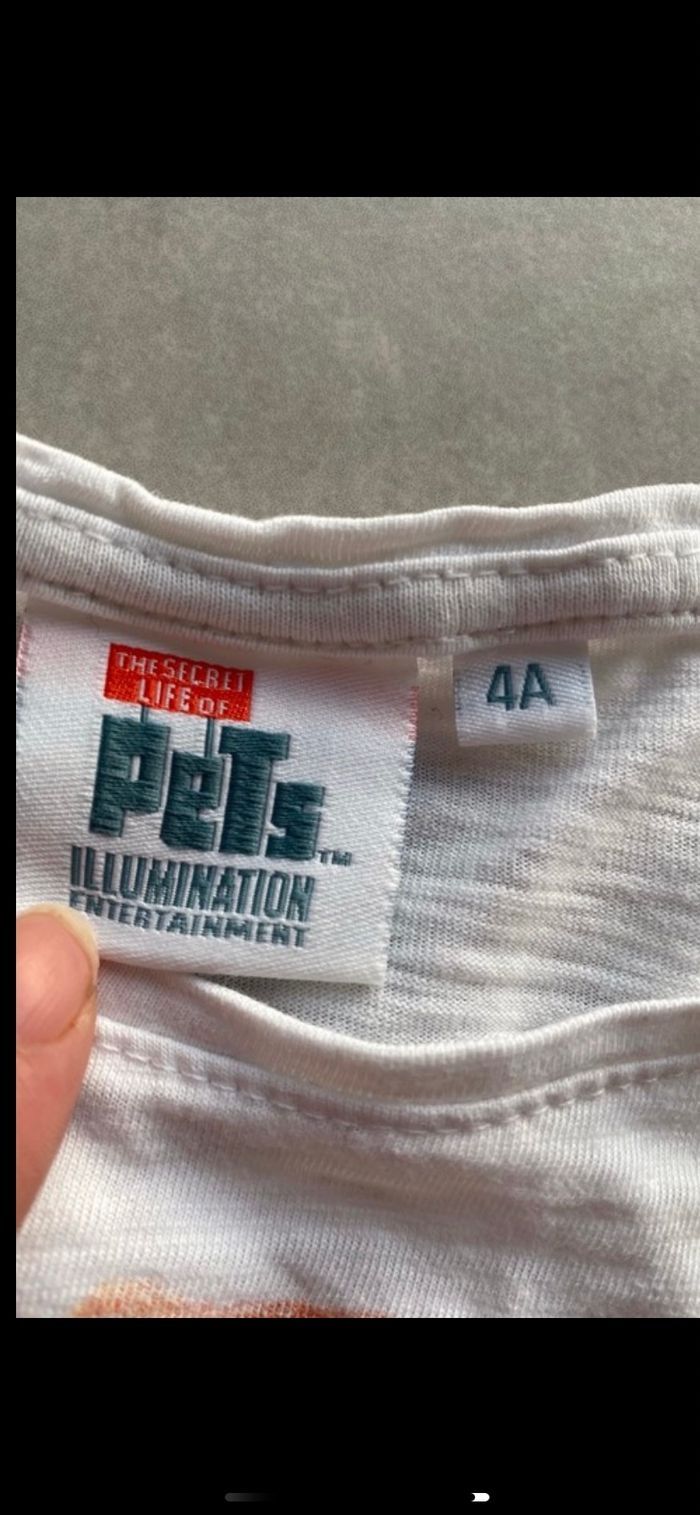 THE SECRET
LIFE OF
PeTs™
ILLUMINATION
ENTERTAINMENT
4A